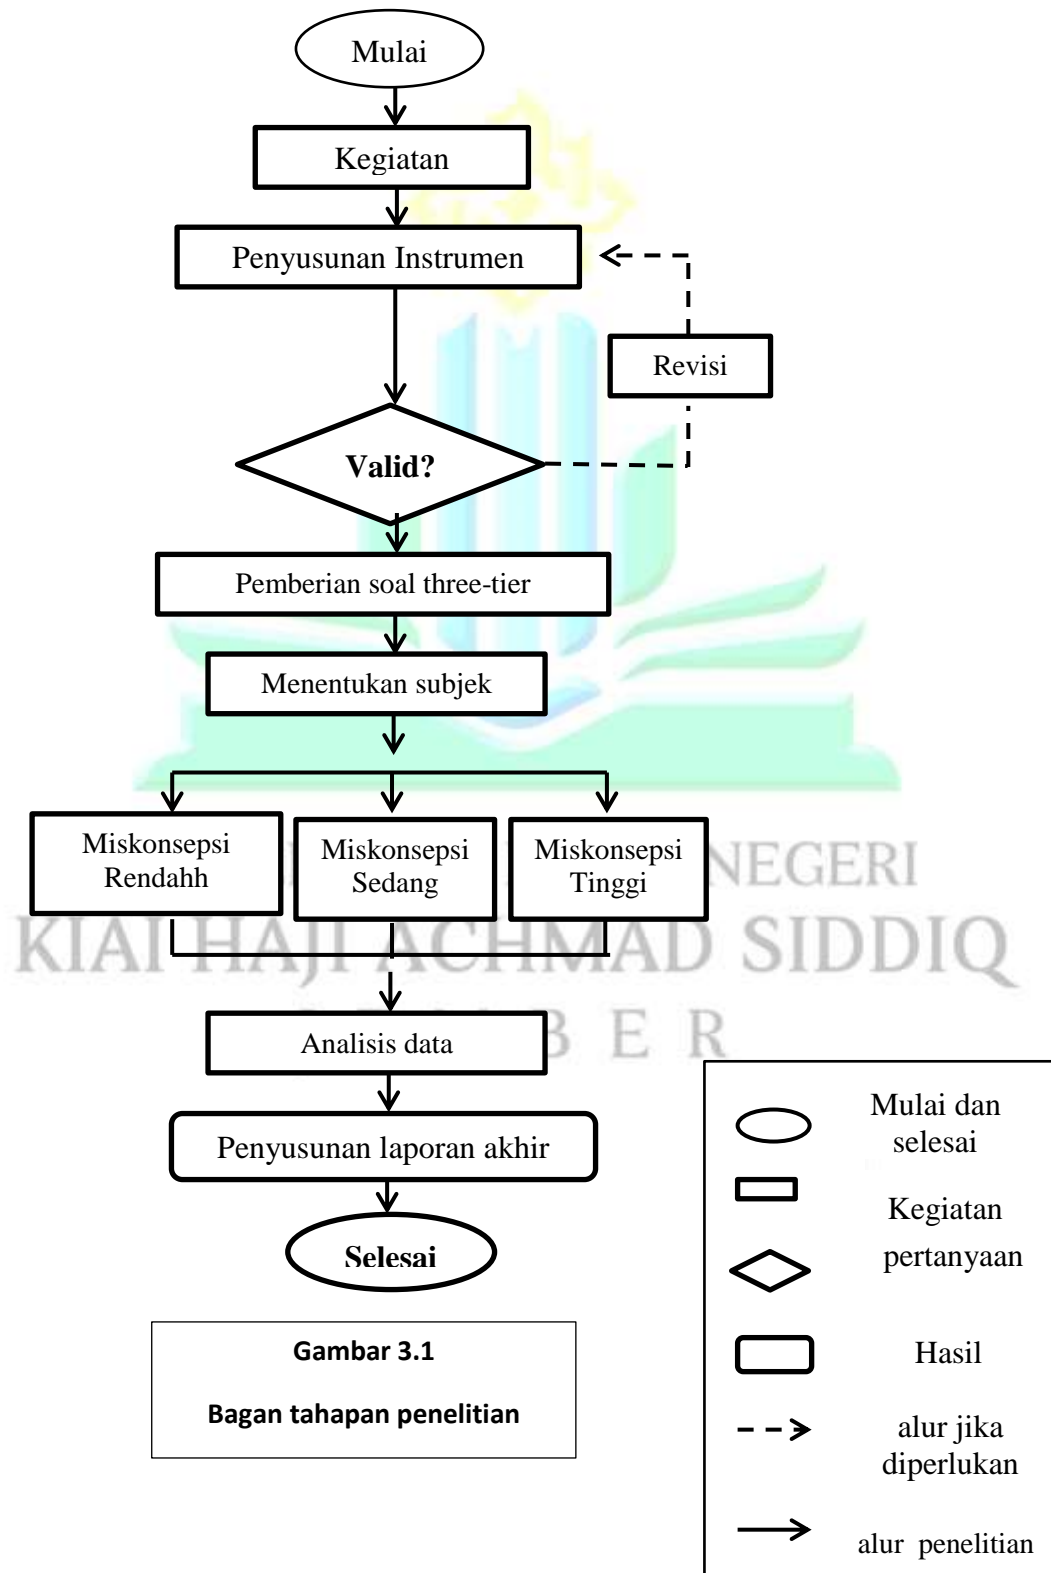 Mulai
Kegiatan
Penyusunan Instrumen
Revisi
Valid?
Pemberian soal three-tier
Menentukan subjek
Miskonsepsi
Rendahh
Miskonsepsi
Sedang
Miskonsepsi
Tinggi
NEGERI
KIAI HAJI ACHMAD SIDDIQ
B E R
Analisis data
Penyusunan laporan akhir
Selesai
Gambar 3.1
Bagan tahapan penelitian
Mulai dan
selesai
Kegiatan
pertanyaan
Hasil
alur jika
diperlukan
alur penelitian